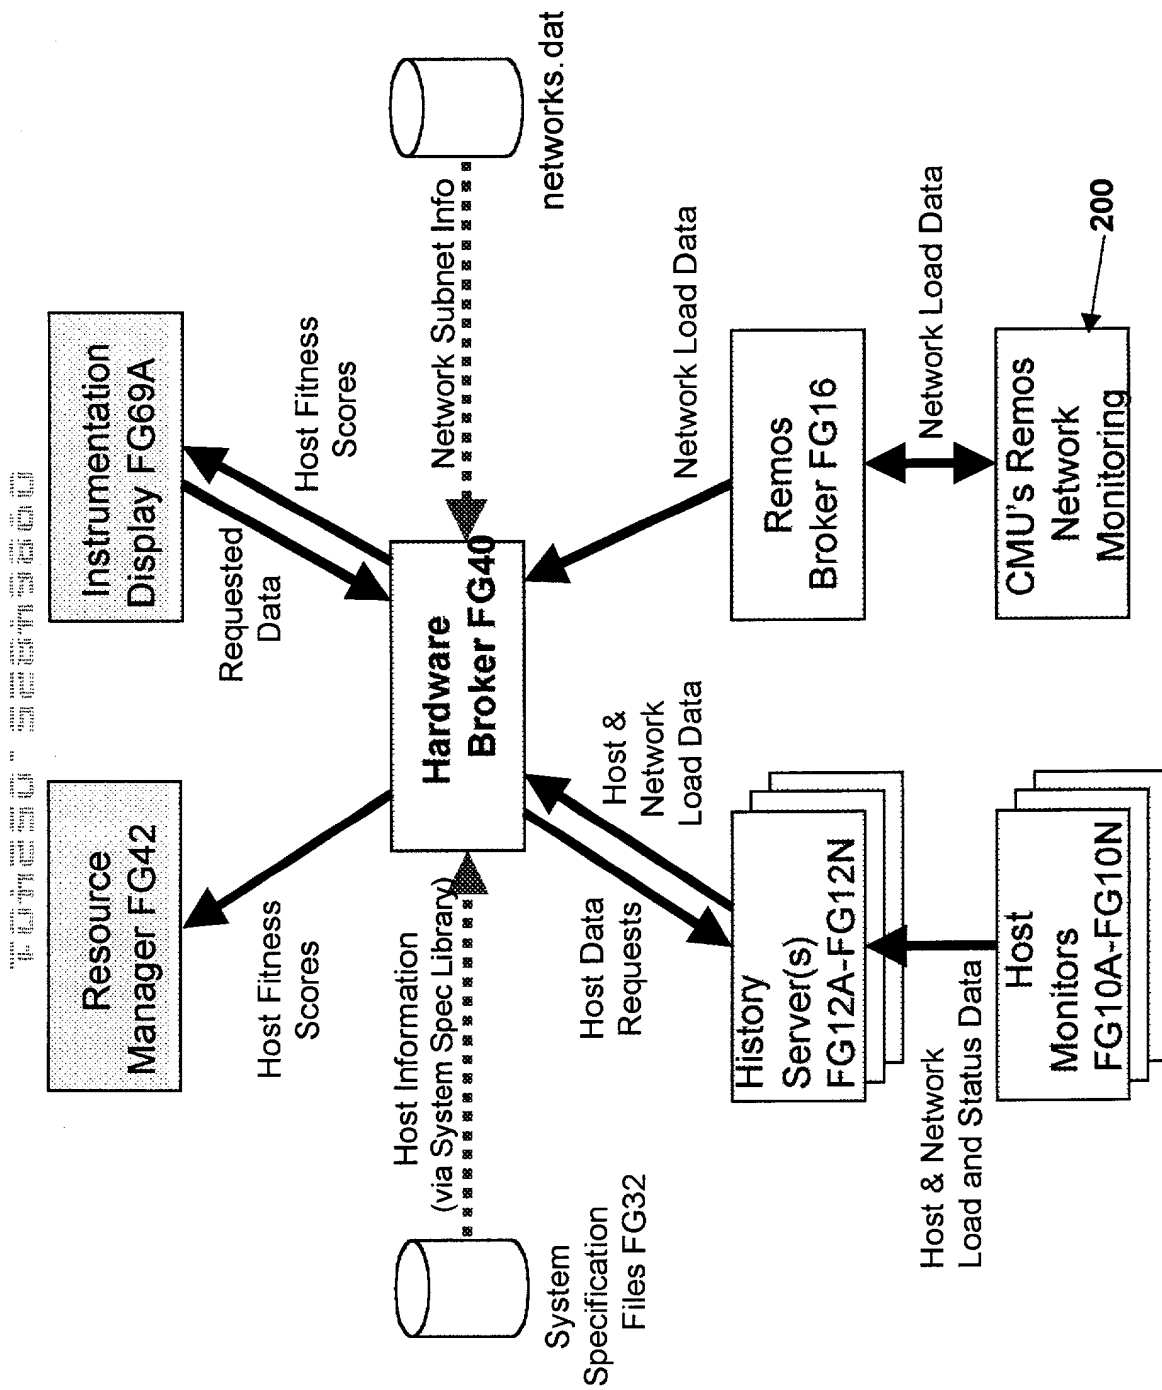 Resource
Manager FG42
Instrumentation
Display FG69A
Host Fitness
Scores
Requested
Data
Host Fitness
Scores
Host Information
(via System Spec Library)
Hardware
Broker FG40
Network Subnet Info
System
Specification
Files FG32
networks.dat
Host Data
Requests
Host &
Network
Load Data
Network Load Data
History
Server(s)
FG12A-FG12N
Remos
Broker FG16
Host & Network
Load and Status Data
Network Load Data
Host
Monitors
FG10A-FG10N
CMU's Remos
Network
Monitoring
200